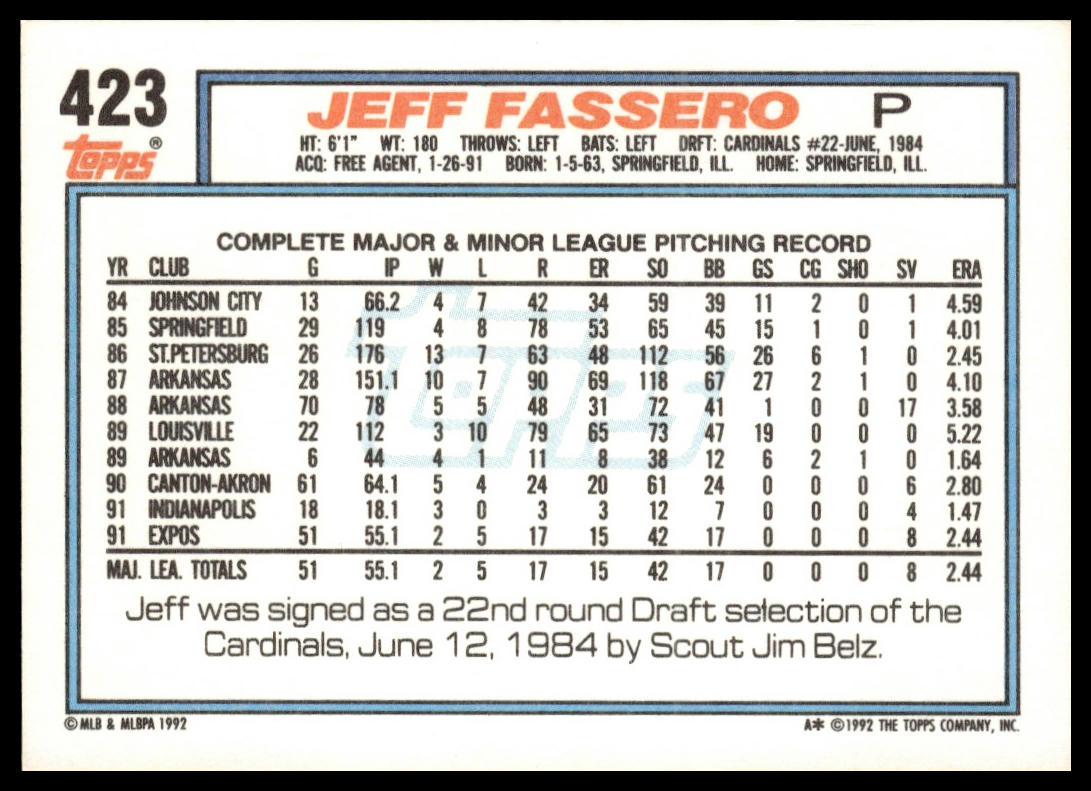 423
topps®
JEFF FASSERO P
HT: 6'1" WT: 180 THROWS: LEFT BATS: LEFT DRFT: CARDINALS #22-JUNE, 1984
ACQ: FREE AGENT, 1-26-91 BORN: 1-5-63, SPRINGFIELD, ILL. HOME: SPRINGFIELD, ILL.
COMPLETE MAJOR & MINOR LEAGUE PITCHING RECORD
YR CLUB G IP W L R ER SO BB GS CG SHO SV ERA
84 JOHNSON CITY 13 66.2 4 7 42 34 59 39 11 2 0 1 4.59
85 SPRINGFIELD 29 119 4 8 78 53 65 45 15 1 0 1 4.01
86 ST.PETERSBURG 26 176 13 7 63 48 112 56 26 6 1 0 2.45
87 ARKANSAS 28 151.1 10 7 90 69 118 67 27 2 1 0 4.10
88 ARKANSAS 70 78 5 5 48 31 72 41 1 0 0 17 3.58
89 LOUISVILLE 22 112 3 10 79 65 73 47 19 0 0 0 5.22
89 ARKANSAS 6 44 4 1 11 8 38 12 6 2 1 0 1.64
90 CANTON-AKRON 61 64.1 5 4 24 20 61 24 0 0 0 6 2.80
91 INDIANAPOLIS 18 18.1 3 0 3 3 12 7 0 0 0 4 1.47
91 EXPOS 51 55.1 2 5 17 15 42 17 0 0 0 8 2.44
MAJ. LEA. TOTALS 51 55.1 2 5 17 15 42 17 0 0 0 8 2.44
Jeff was signed as a 22nd round Draft selection of the
Cardinals, June 12, 1984 by Scout Jim Belz.
© MLB & MLBPA 1992
A* © 1992 THE TOPPS COMPANY, INC.